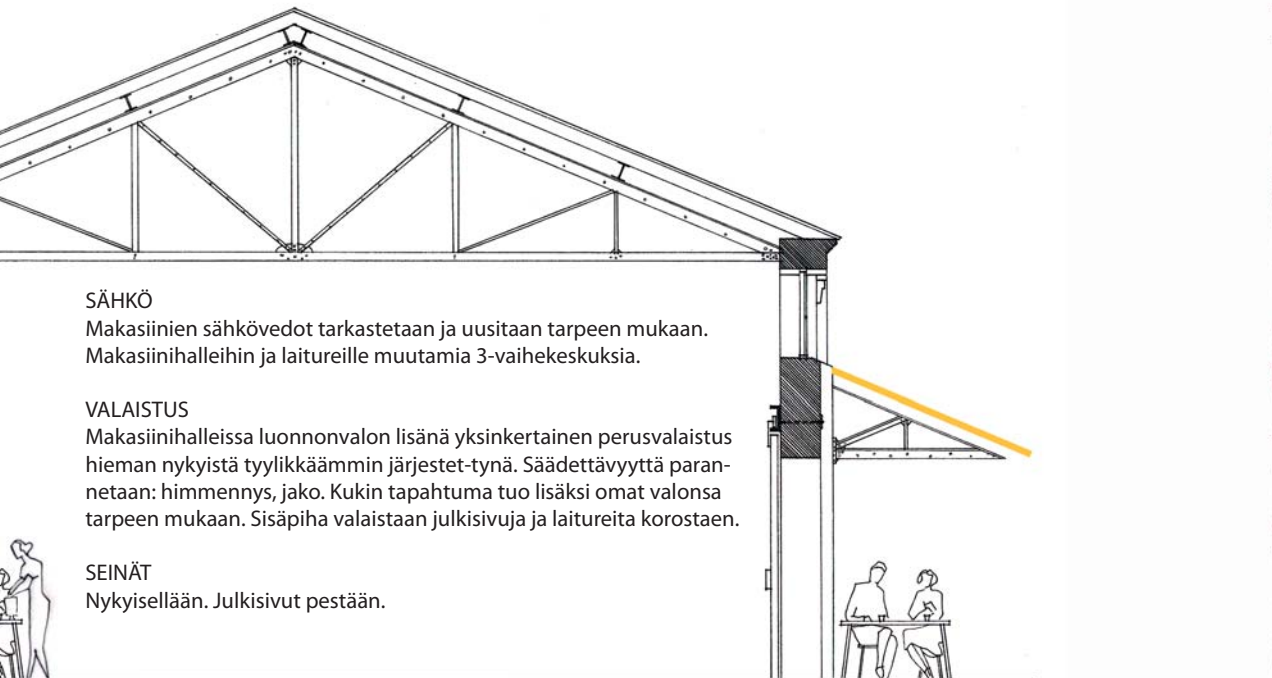 SÄHKÖ
Makasiinien sähkövedot tarkastetaan ja uusitaan tarpeen mukaan.
Makasiinihalleihin ja laitureille muutamia 3-vaihekeskuksia.
VALAISTUS
Makasiinihalleissa luonnonvalon lisänä yksinkertainen perusvalaistus
hieman nykyistä tyylikkäämmin järjestet-tynä. Säädettävyyttä paran-
netaan: himmennys, jako. Kukin tapahtuma tuo lisäksi omat valonsa
tarpeen mukaan. Sisäpiha valaistaan julkisivuja ja laitureita korostaen.
SEINÄT
Nykyisellään. Julkisivut pestään.